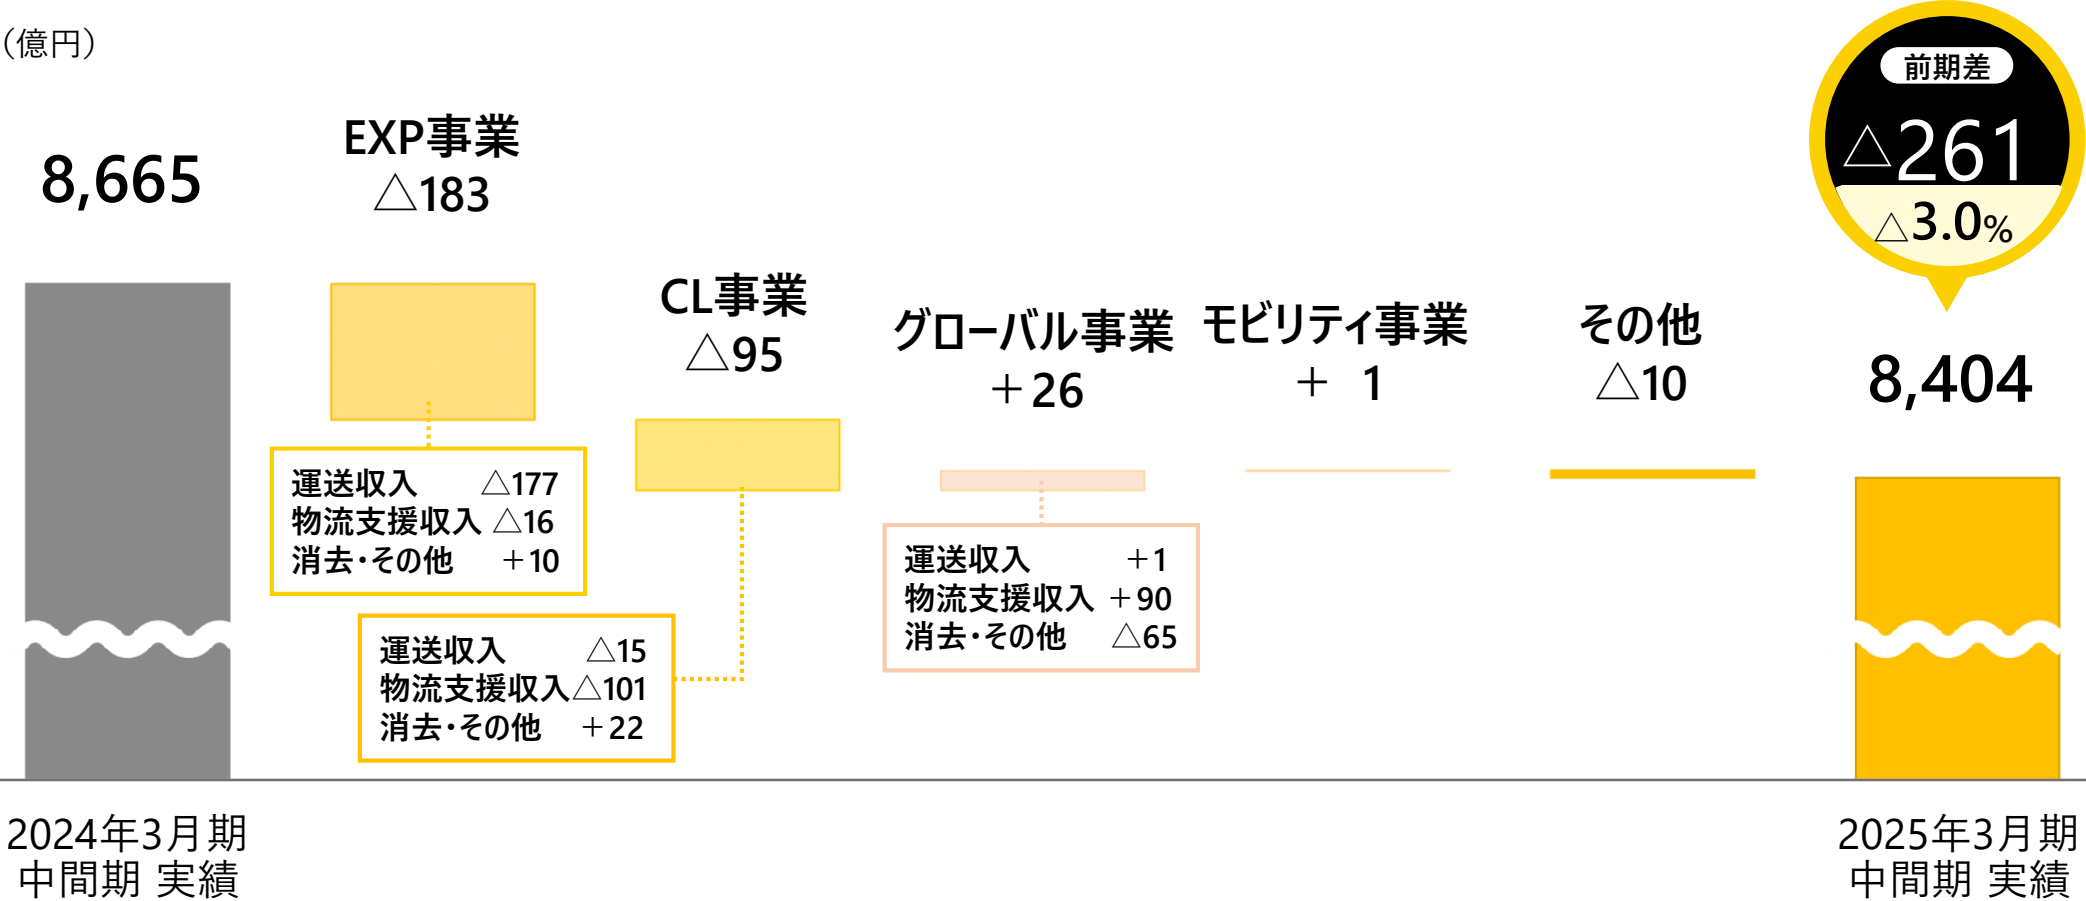 （億円）
8,665
EXP事業
△183
運送収入 △177
物流支援収入 △16
消去・その他 ＋10
CL事業
△95
運送収入 △15
物流支援収入△101
消去・その他 ＋22
グローバル事業
＋26
運送収入 ＋1
物流支援収入 ＋90
消去・その他 △65
モビリティ事業
＋ 1
その他
△10
前期差
△261
△3.0%
8,404
2024年3月期
中間期 実績
2025年3月期
中間期 実績